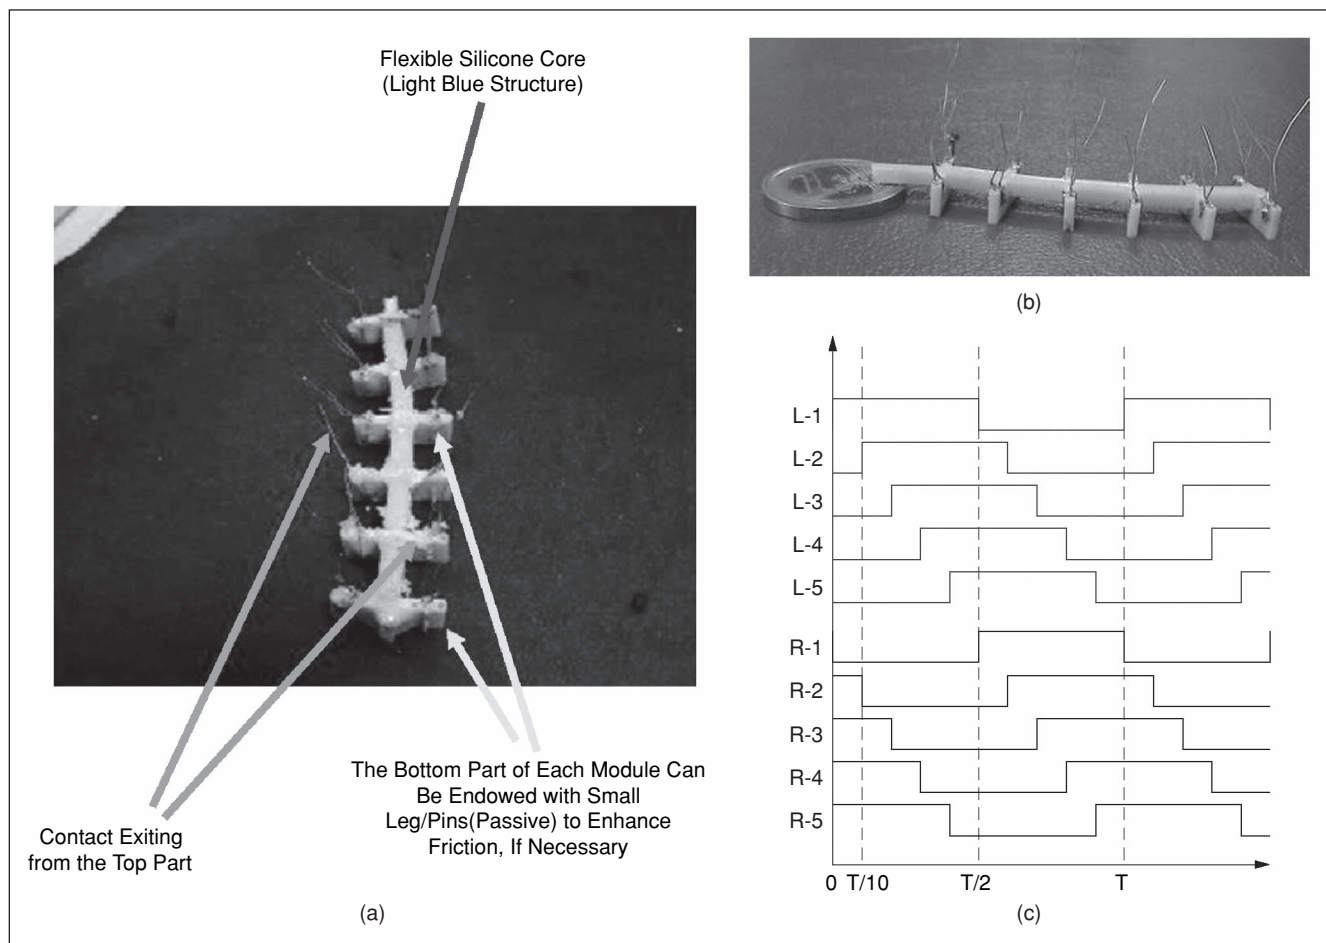 Flexible Silicone Core
(Light Blue Structure)
Contact Exiting
from the Top Part
The Bottom Part of Each Module Can
Be Endowed with Small
Leg/Pins(Passive) to Enhance
Friction, If Necessary
(a)
(b)
L-1
L-2
L-3
L-4
L-5
R-1
R-2
R-3
R-4
R-5
0 T/10 T/2 T
(c)